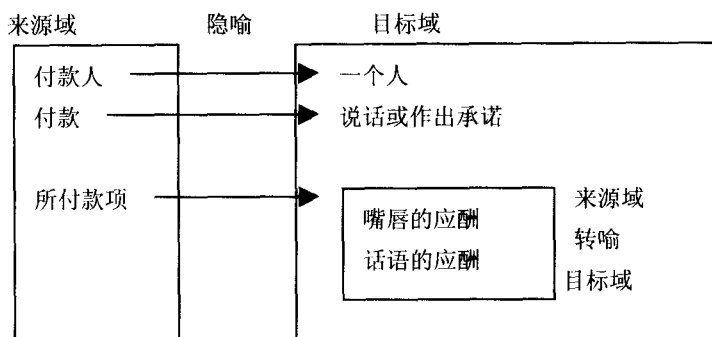 来源域 隐喻 目标域
付款人 一个人
付款 说话或作出承诺
所付款项 嘴唇的应酬 来源域
话语的应酬 转喻
目标域